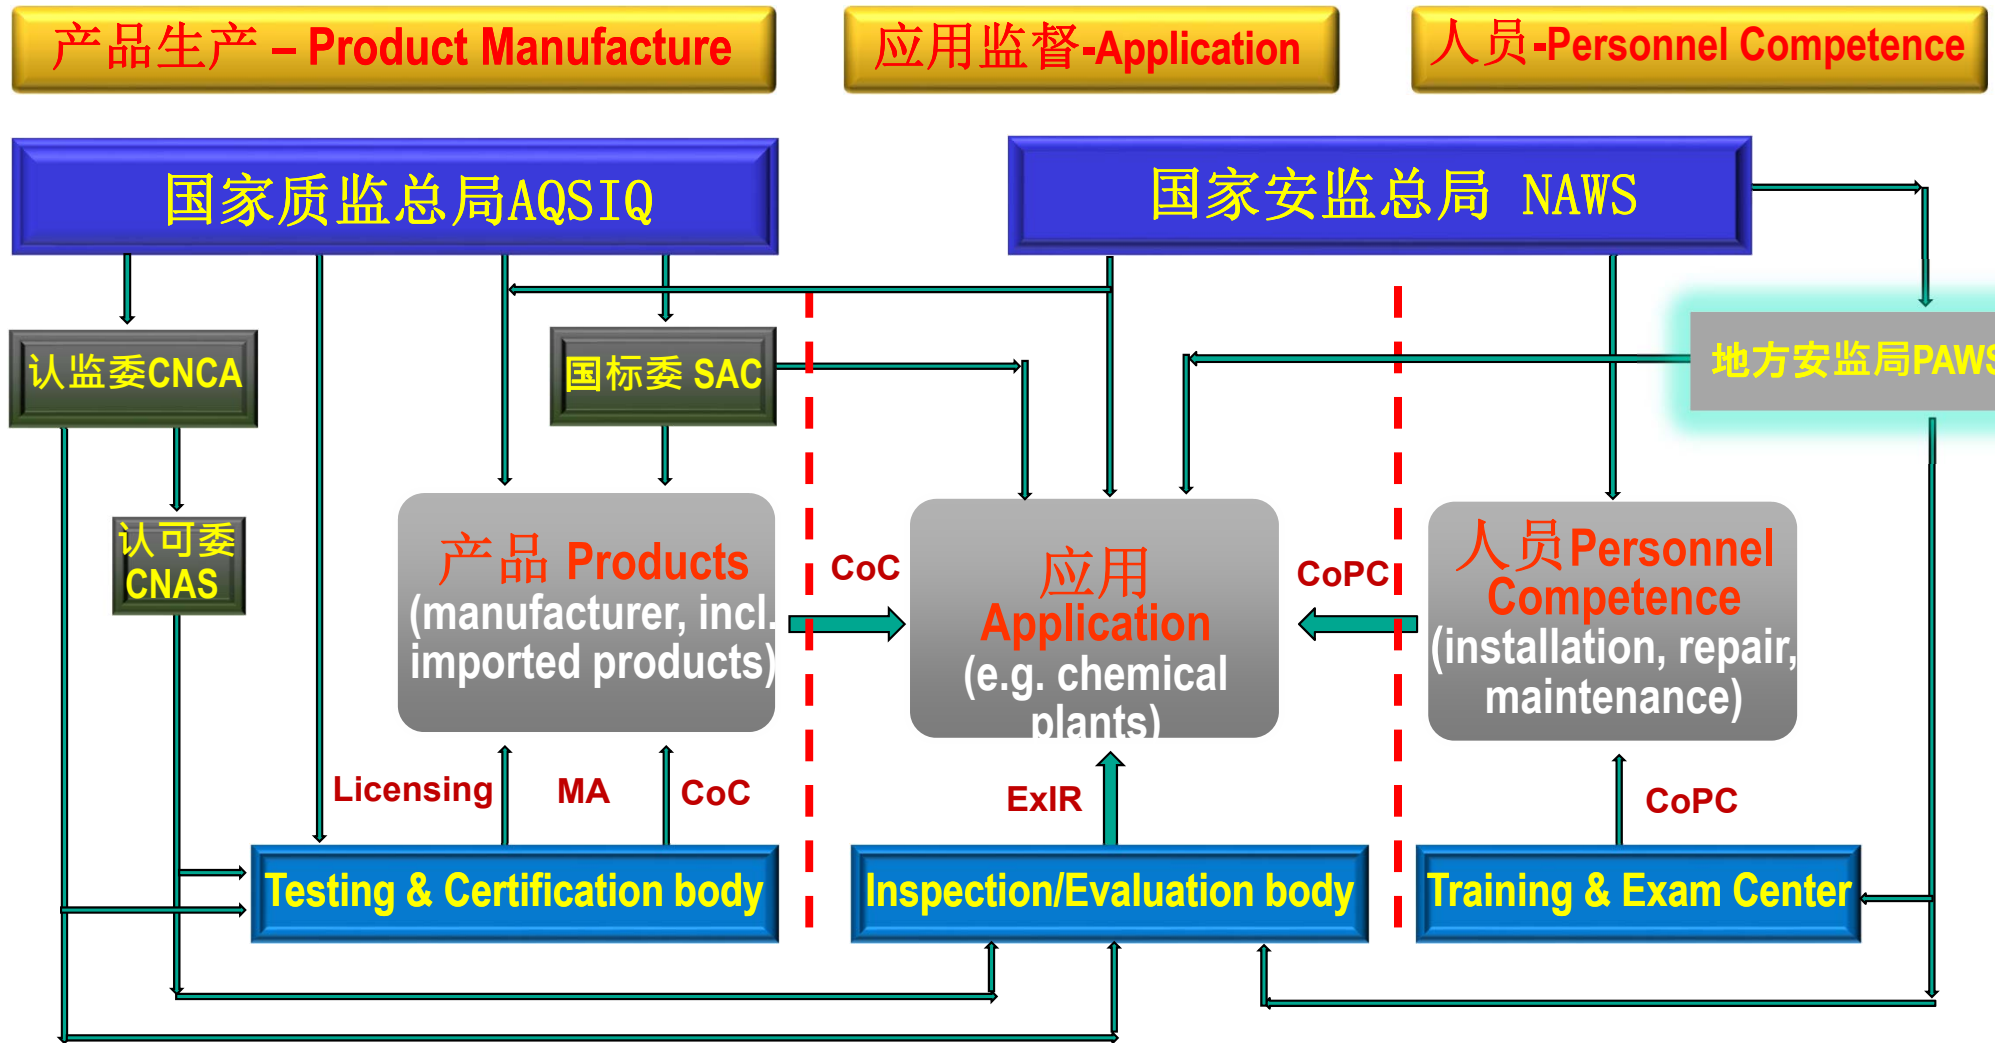 产品生产 – Product Manufacture
应用监督-Application
人员-Personnel Competence
国家质监总局AQSIQ
国家安监总局 NAWS
认监委CNCA
国标委 SAC
地方安监局PAWS
认可委
CNAS
产品 Products
(manufacturer, incl.
imported products)
CoC
应用
Application
(e.g. chemical
plants)
CoPC
人员Personnel
Competence
(installation, repair,
maintenance)
Licensing
MA
CoC
ExIR
CoPC
Testing & Certification body
Inspection/Evaluation body
Training & Exam Center